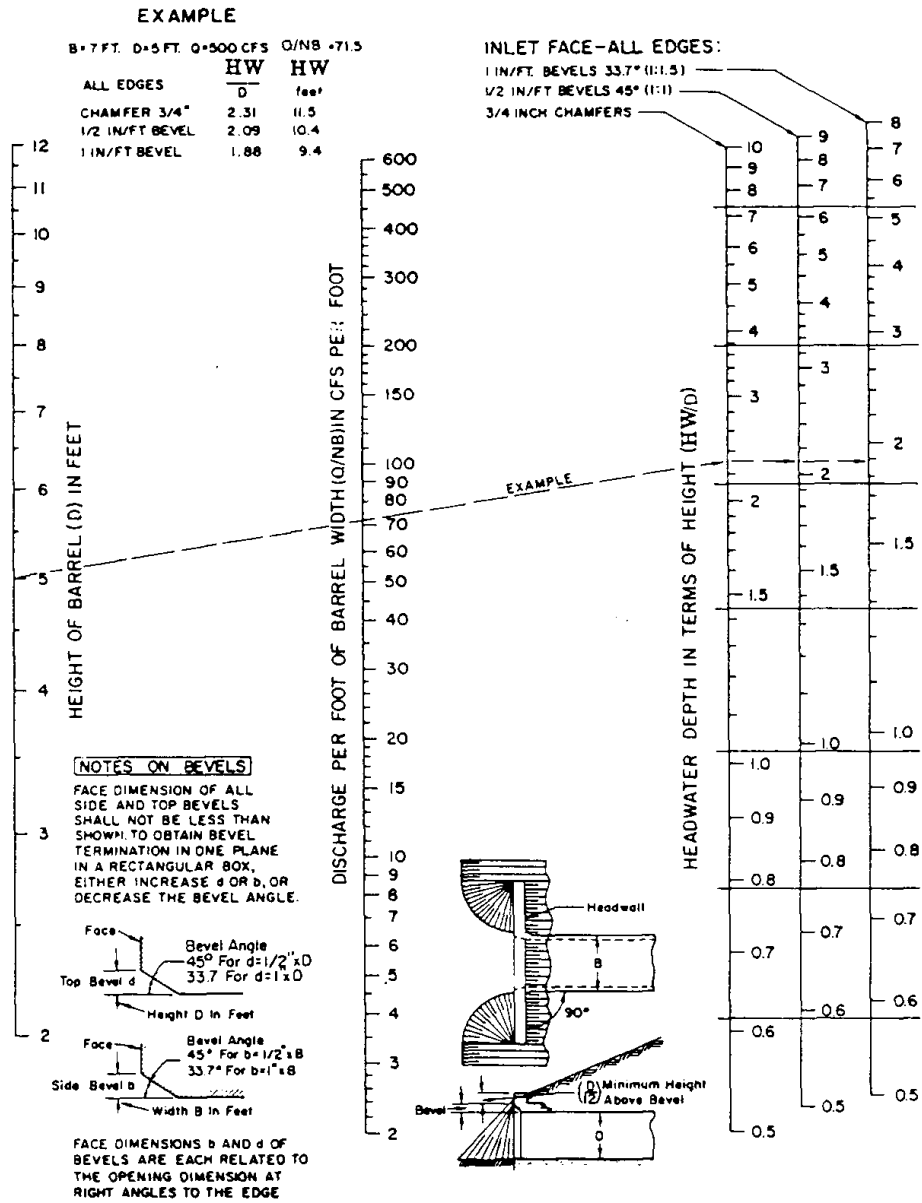 EXAMPLE
B=7 FT. D=5 FT. Q=500 CFS Q/NB =71.5
ALL EDGES HW/D HW feet
CHAMFER 3/4" 2.31 11.5
1/2 IN/FT BEVEL 2.09 10.4
1 IN/FT BEVEL 1.88 9.4
INLET FACE-ALL EDGES:
1 IN/FT. BEVELS 33.7° (1:1.5)
1/2 IN/FT BEVELS 45° (1:1)
3/4 INCH CHAMFERS
HEIGHT OF BARREL (D) IN FEET
12
11
10
9
8
7
6
5
4
3
2
DISCHARGE PER FOOT OF BARREL WIDTH (Q/NB) IN CFS PER FOOT
600
500
400
300
200
150
100
90
80
70
60
50
40
30
20
15
10
9
8
7
6
5
4
3
2
EXAMPLE
HEADWATER DEPTH IN TERMS OF HEIGHT (HW/D)
10
9
8
7
6
5
4
3
2
1.5
1.0
0.9
0.8
0.7
0.6
0.5
9
8
7
6
5
4
3
2
1.5
1.0
0.9
0.8
0.7
0.6
0.5
8
7
6
5
4
3
2
1.5
1.0
0.9
0.8
0.7
0.6
0.5
NOTES ON BEVELS
FACE DIMENSION OF ALL
SIDE AND TOP BEVELS
SHALL NOT BE LESS THAN
SHOWN. TO OBTAIN BEVEL
TERMINATION IN ONE PLANE
IN A RECTANGULAR BOX,
EITHER INCREASE d OR b, OR
DECREASE THE BEVEL ANGLE.
Face
Bevel Angle
45° For d=1/2"xD
33.7 For d=1"xD
Top Bevel d
Height D In Feet
Face
Bevel Angle
45° For b=1/2"xB
33.7° For b=1"xB
Side Bevel b
Width B In Feet
FACE DIMENSIONS b AND d OF
BEVELS ARE EACH RELATED TO
THE OPENING DIMENSION AT
RIGHT ANGLES TO THE EDGE
Headwall
B
90°
(D/12) Minimum Height
Above Bevel
Bevel
D